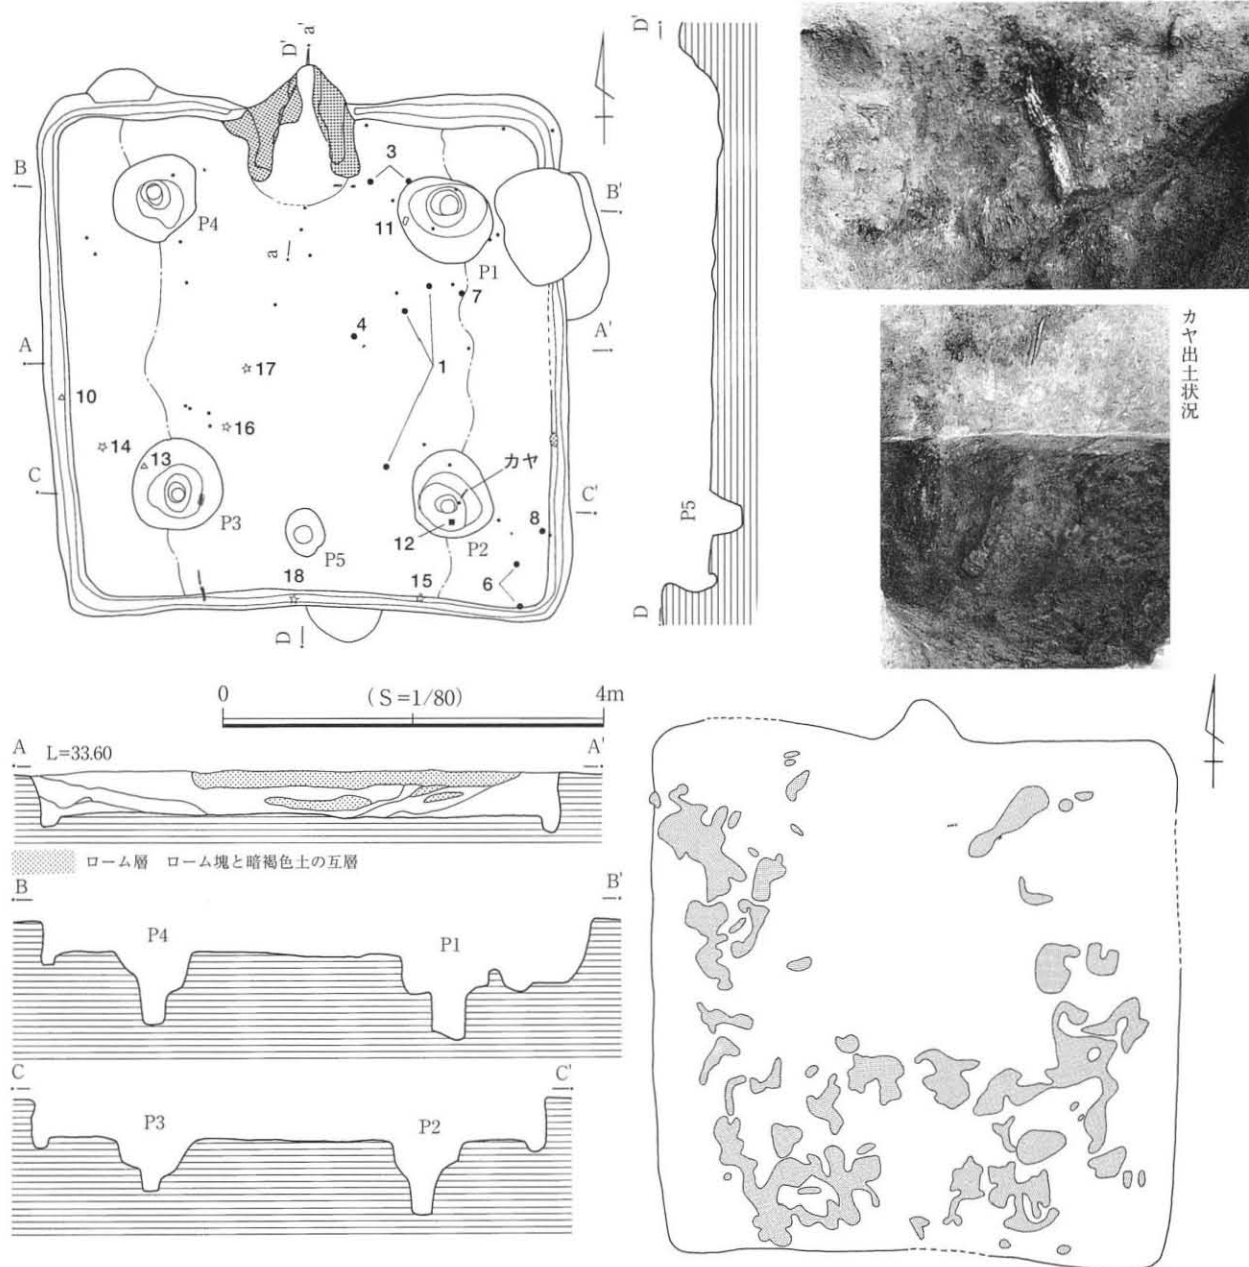 D'
a'
B
B'
P4
3
11
P1
a
7
4
A
A'
1
17
10
16
14
13
カヤ
C
C'
P3
8
12
P2
P5
18
15
6
D
D'
P5
D
カヤ出土状況
0 (S=1/80) 4m
A L=33.60 A'
ローム層 ローム塊と暗褐色土の互層
B B'
P4 P1
C C'
P3 P2